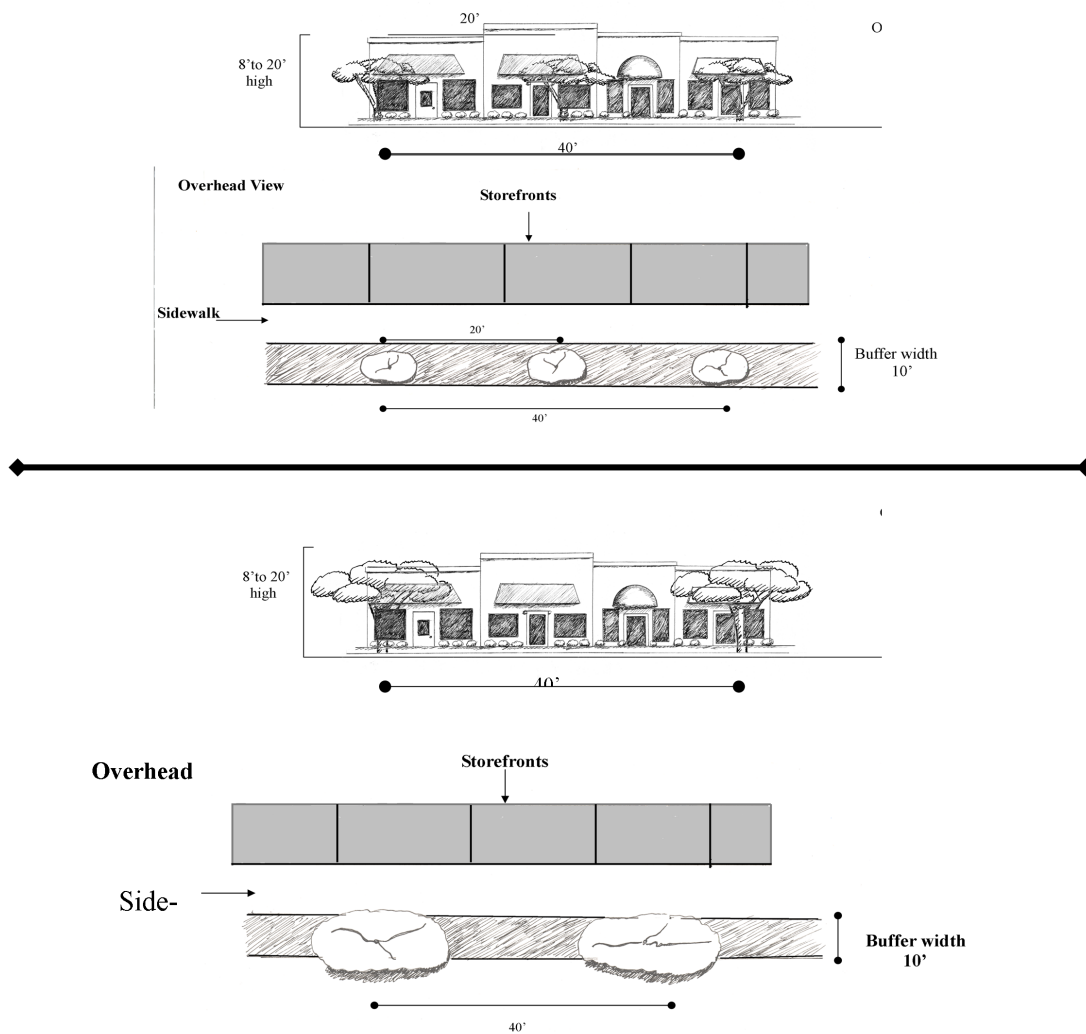 20’
O
8’to 20’
high
40’
Overhead View
Storefronts
Sidewalk
20’
Buffer width
10’
40’
8’to 20’
high
40’
Overhead
Storefronts
Side-
Buffer width
10’
40’